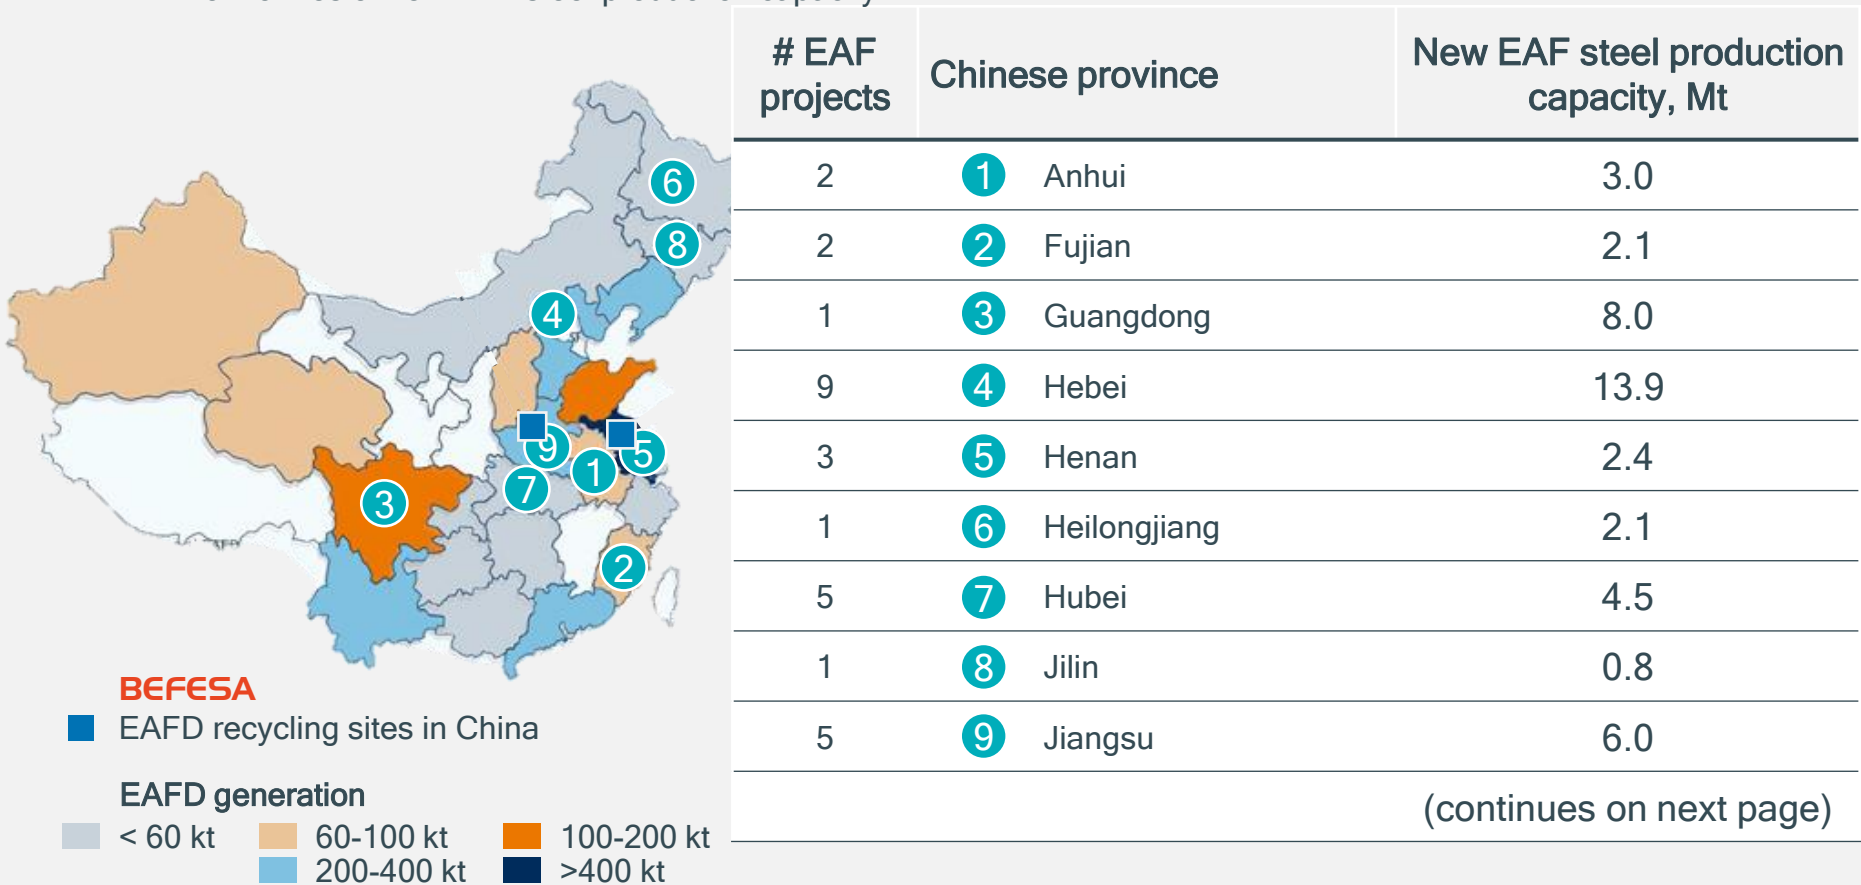 # EAF projects
Chinese province
New EAF steel production capacity, Mt
2 1 Anhui 3.0
2 2 Fujian 2.1
1 3 Guangdong 8.0
9 4 Hebei 13.9
3 5 Henan 2.4
1 6 Heilongjiang 2.1
5 7 Hubei 4.5
1 8 Jilin 0.8
5 9 Jiangsu 6.0
(continues on next page)
6
8
4
9
5
1
7
3
2
BEFESA
EAFD recycling sites in China
EAFD generation
< 60 kt 60-100 kt 100-200 kt
200-400 kt >400 kt